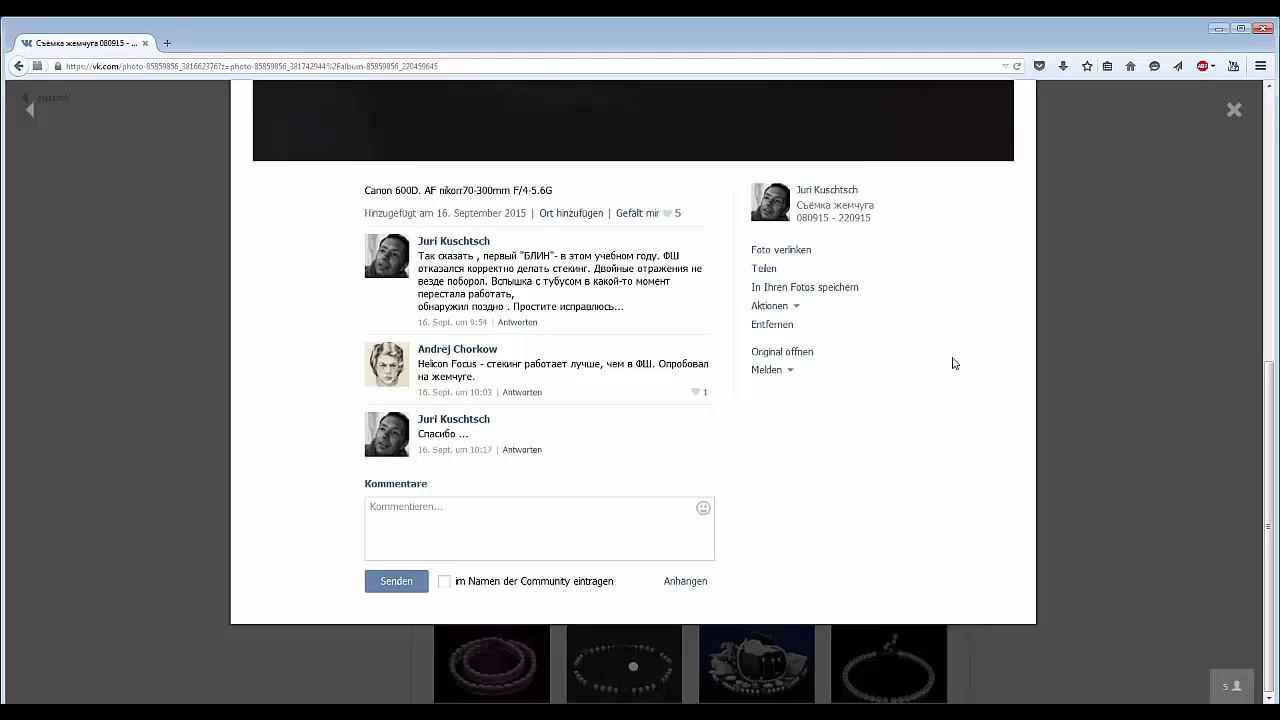 Съёмка жемчуга 080915 - ...
https://vk.com/photo-85859856_381662376?z=photo-85859856_381742944%2Falbum-85859856_220459645
zurück
Canon 600D. AF nikorr70-300mm F/4-5.6G
Hinzugefügt am 16. September 2015 | Ort hinzufügen | Gefällt mir 5
Juri Kuschtsch
Так сказать , первый "БЛИН"- в этом учебном году. ФШ
отказался корректно делать стекинг. Двойные отражения не
везде поборол. Вспышка с тубусом в какой-то момент
перестала работать,
обнаружил поздно . Простите исправлюсь...
16. Sept. um 9:54 | Antworten
Andrej Chorkow
Helicon Focus - стекинг работает лучше, чем в ФШ. Опробовал
на жемчуге.
16. Sept. um 10:03 | Antworten 1
Juri Kuschtsch
Спасибо ...
16. Sept. um 10:17 | Antworten
Kommentare
Kommentieren...
Senden im Namen der Community eintragen Anhängen
Juri Kuschtsch
Съёмка жемчуга
080915 - 220915
Foto verlinken
Teilen
In Ihren Fotos speichern
Aktionen
Entfernen
Original öffnen
Melden
5